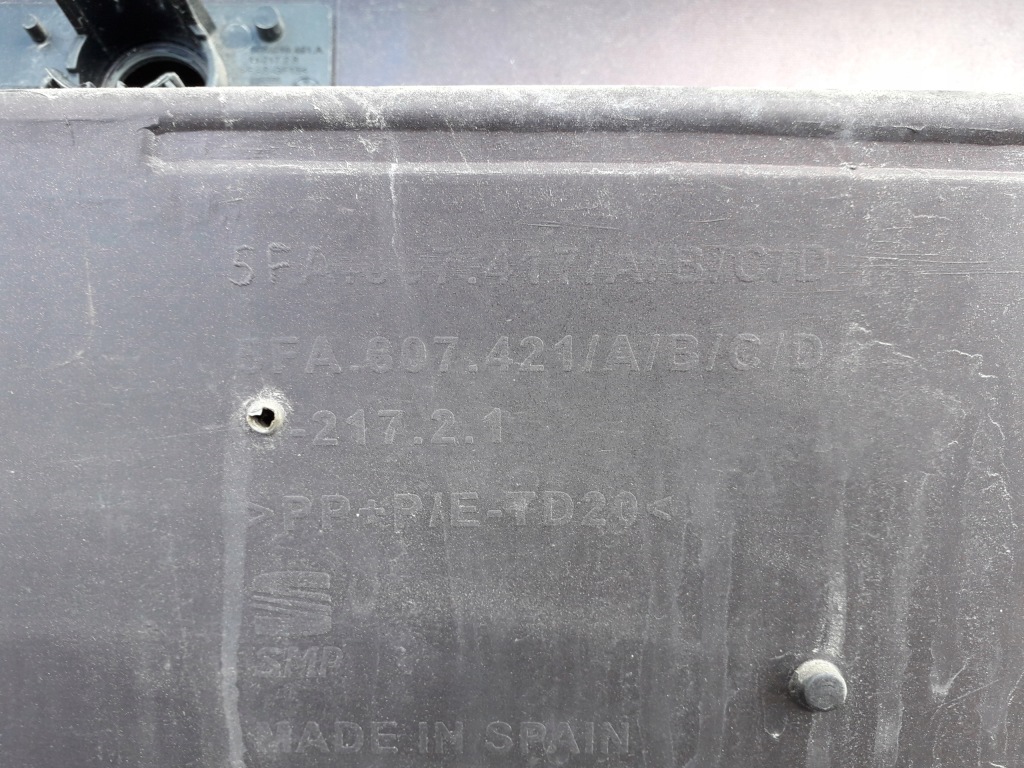 5FA.807.417/A/B/C/D
5FA.807.421/A/B/C/D
-217.2.1
>PP+P/E-TD20<
SMP
MADE IN SPAIN